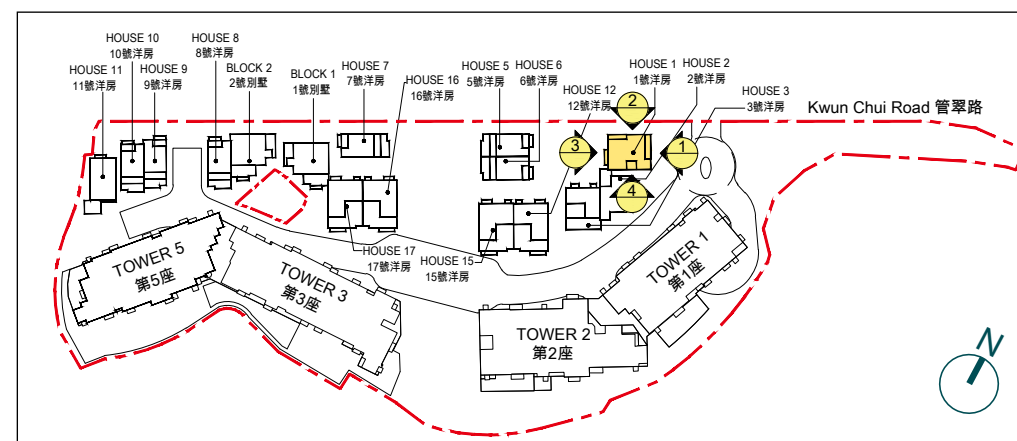 HOUSE 10
10號洋房
HOUSE 8
8號洋房
HOUSE 11
11號洋房
HOUSE 9
9號洋房
BLOCK 2
2號別墅
BLOCK 1
1號別墅
HOUSE 7
7號洋房
HOUSE 16
16號洋房
HOUSE 5
5號洋房
HOUSE 6
6號洋房
HOUSE 12
12號洋房
HOUSE 1
1號洋房
HOUSE 2
2號洋房
HOUSE 3
3號洋房
Kwun Chui Road 管翠路
2
3
1
4
HOUSE 17
17號洋房
HOUSE 15
15號洋房
TOWER 5
第5座
TOWER 3
第3座
TOWER 2
第2座
TOWER 1
第1座
N